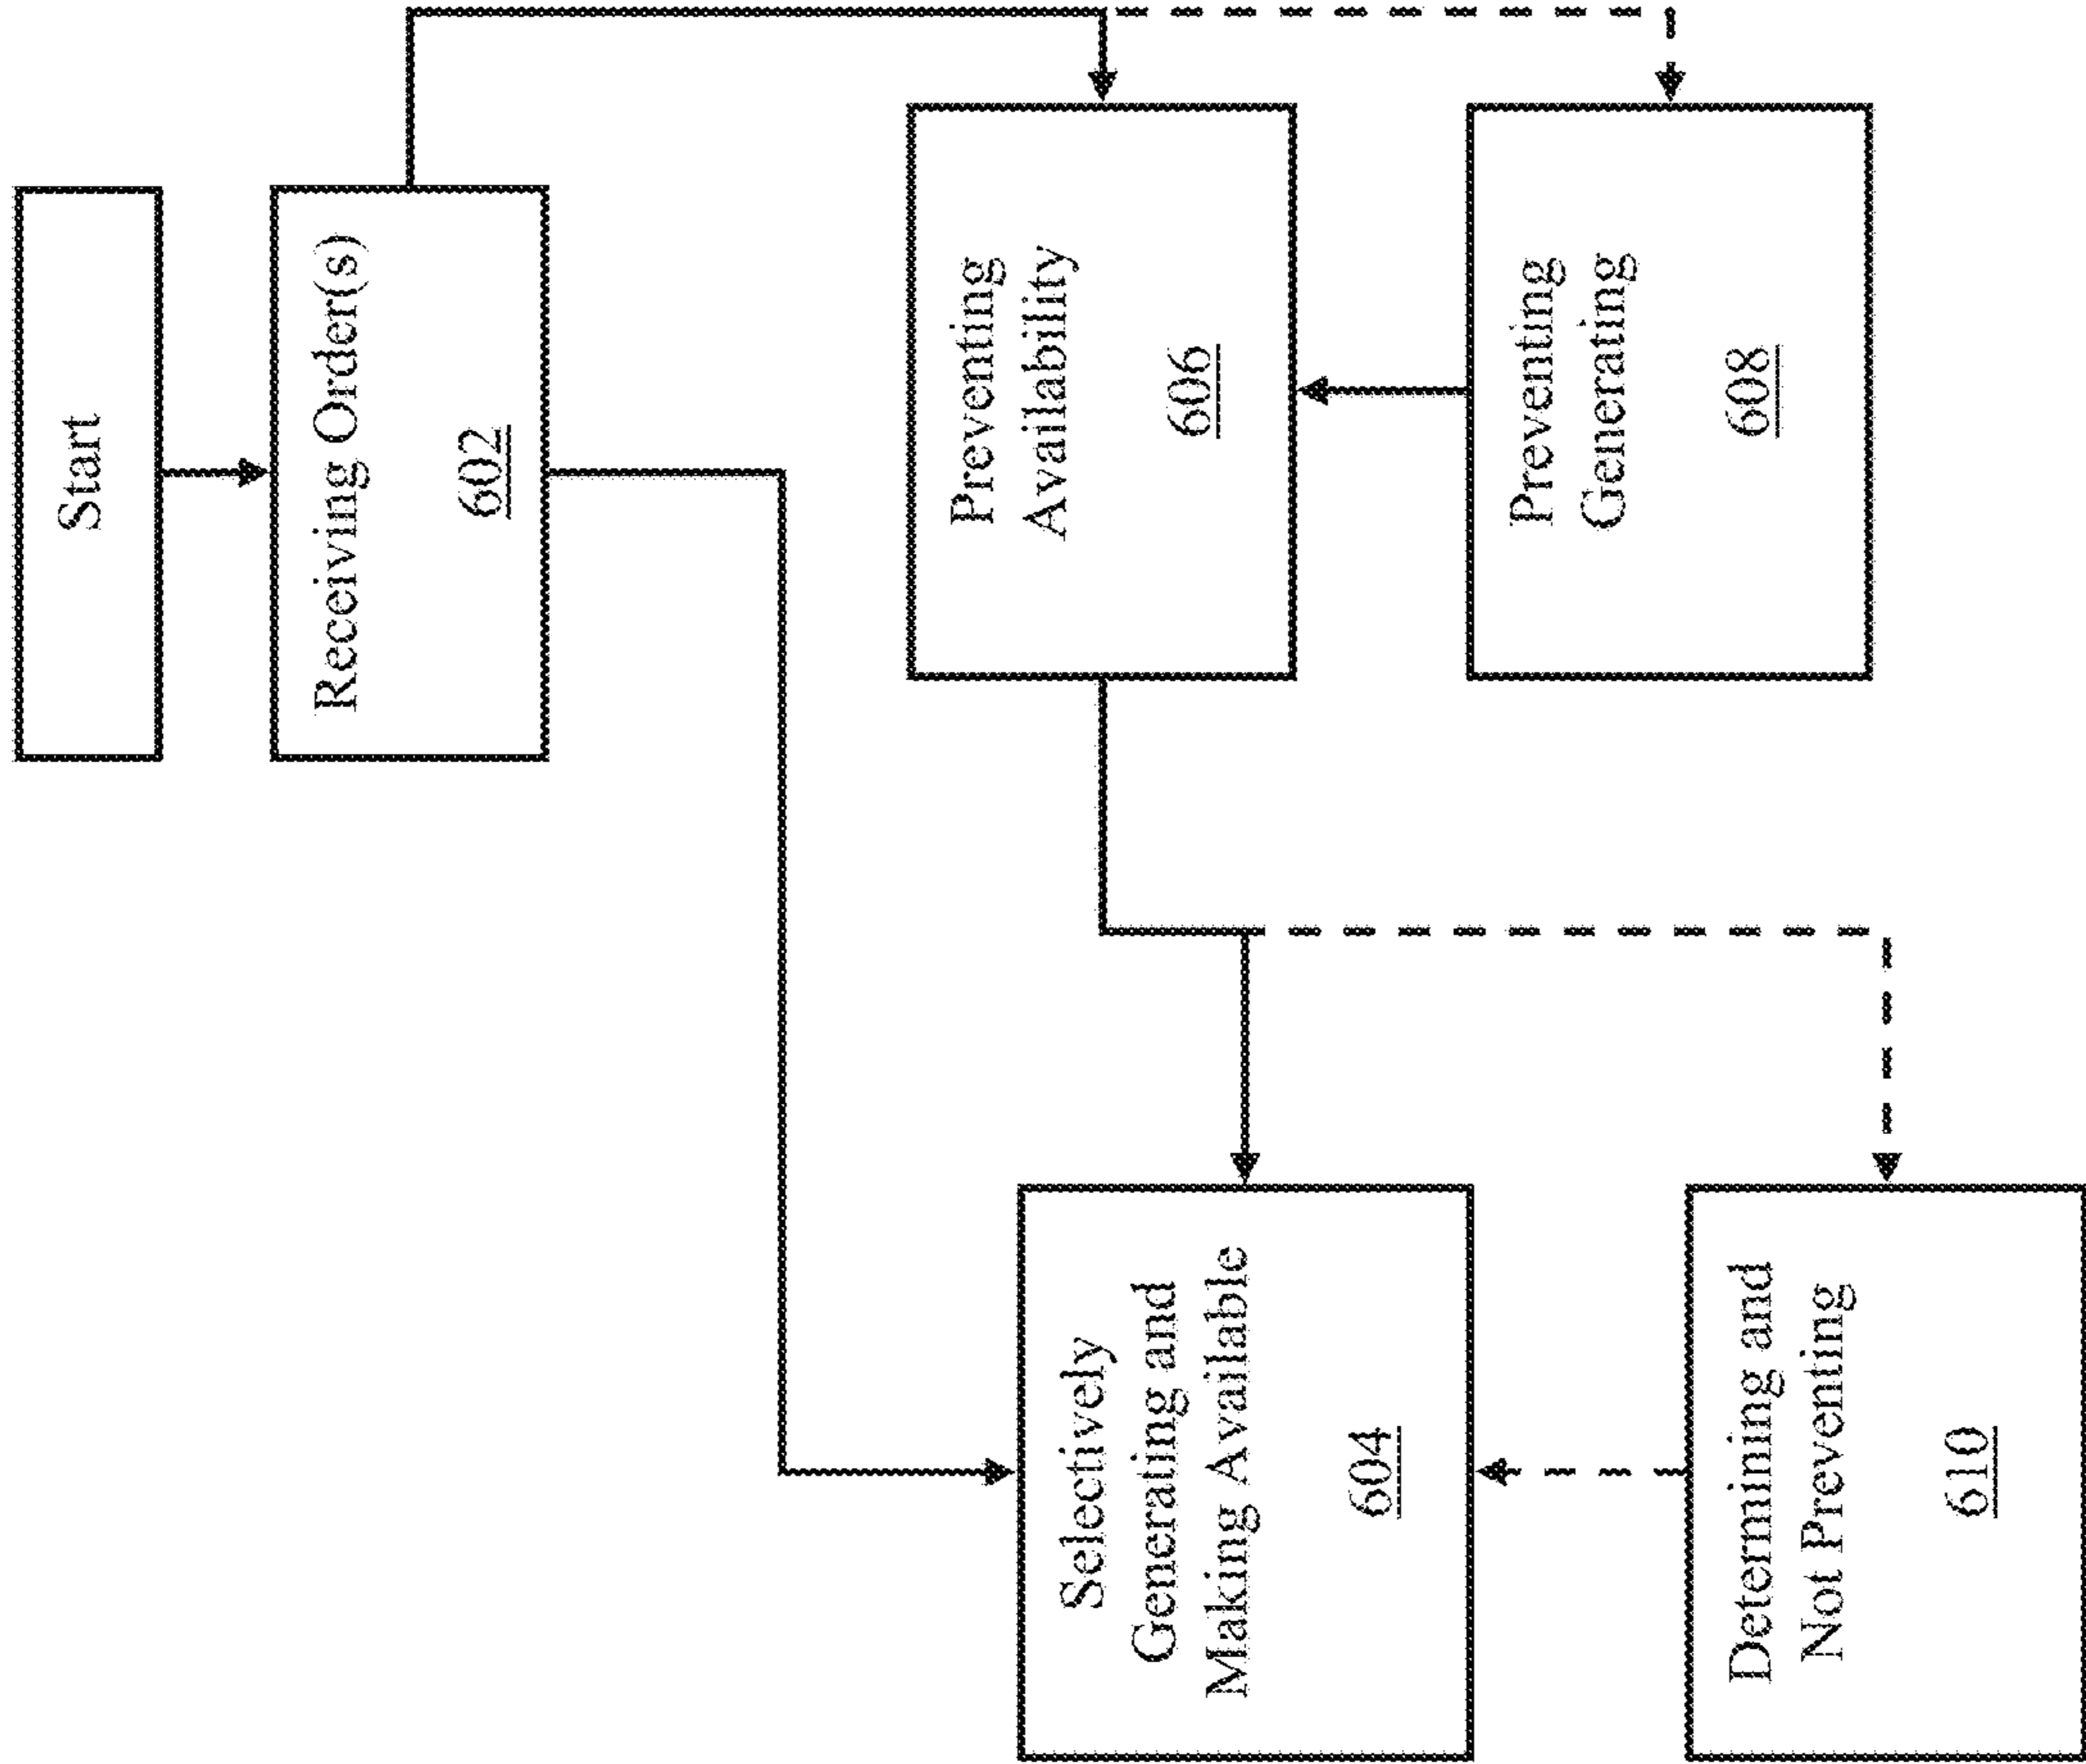 Start
Receiving Order(s)
602
Selectively
Generating and
Making Available
604
Preventing
Availability
606
Preventing
Generating
608
Determining and
Not Preventing
610